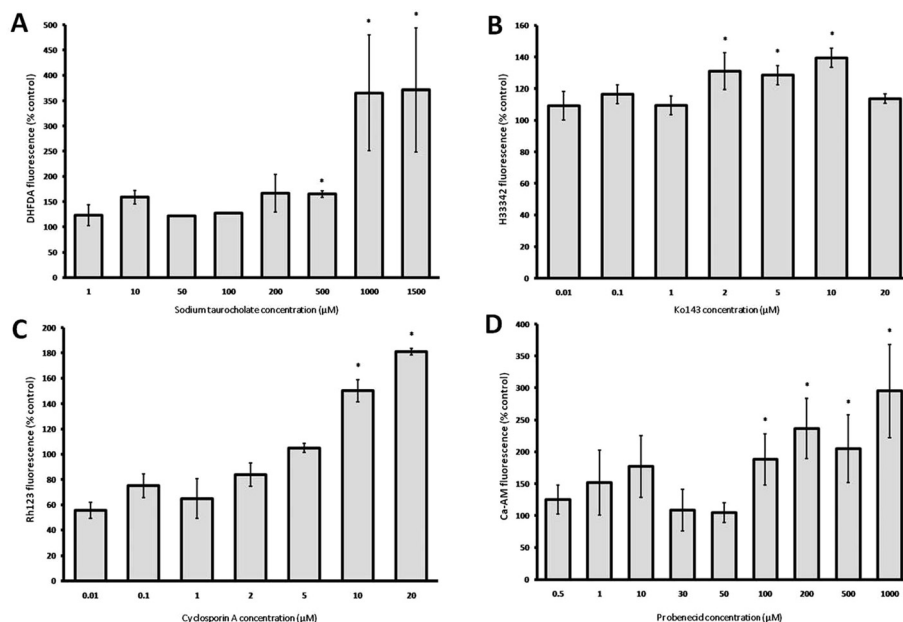 A
DHFDA fluorescence (% control)
500
450
400
350
300
250
200
150
100
50
0
* * *
1 10 50 100 200 500 1000 1500
Sodium taurocholate concentration (µM)
B
H33342 fluorescence (% control)
160
140
120
100
80
60
40
20
0
* * *
0.01 0.1 1 2 5 10 20
Ko143 concentration (µM)
C
Rh123 fluorescence (% control)
200
180
160
140
120
100
80
60
40
20
0
* *
0.01 0.1 1 2 5 10 20
Cyclosporin A concentration (µM)
D
Ca-AM fluorescence (% control)
400
350
300
250
200
150
100
50
0
* * * *
0.5 1 10 30 50 100 200 500 1000
Probenecid concentration (µM)